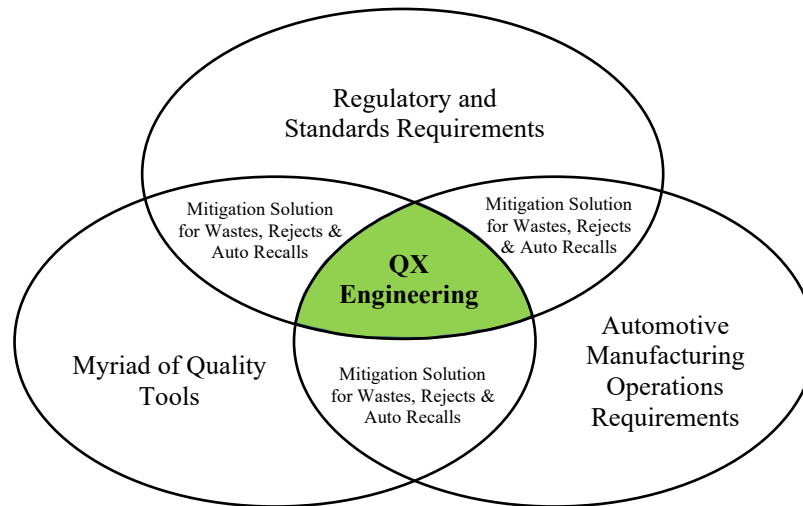 Regulatory and
Standards Requirements
Mitigation Solution
for Wastes, Rejects &
Auto Recalls
Mitigation Solution
for Wastes, Rejects
& Auto Recalls
QX
Engineering
Myriad of Quality
Tools
Mitigation Solution
for Wastes, Rejects &
Auto Recalls
Automotive
Manufacturing
Operations
Requirements